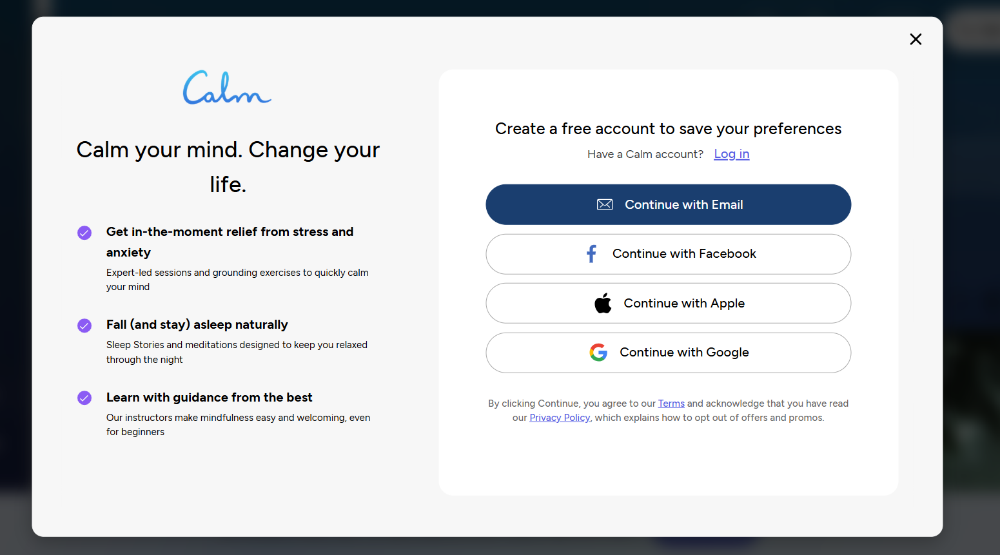 Calm
Calm your mind. Change your
life.
Get in-the-moment relief from stress and
anxiety
Expert-led sessions and grounding exercises to quickly calm
your mind
Fall (and stay) asleep naturally
Sleep Stories and meditations designed to keep you relaxed
through the night
Learn with guidance from the best
Our instructors make mindfulness easy and welcoming, even
for beginners
Create a free account to save your preferences
Have a Calm account? Log in
Continue with Email
Continue with Facebook
Continue with Apple
Continue with Google
By clicking Continue, you agree to our Terms and acknowledge that you have read
our Privacy Policy, which explains how to opt out of offers and promos.